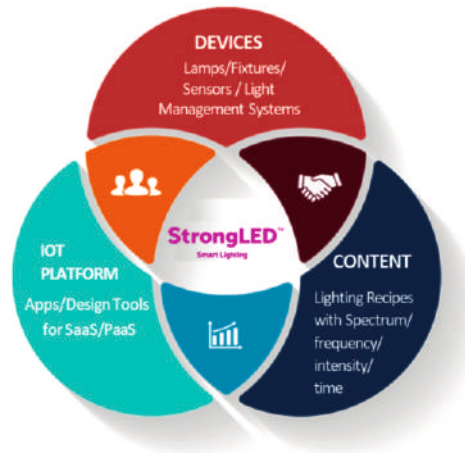 DEVICES
Lamps/Fixtures/
Sensors / Light
Management Systems
StrongLED™
Smart Lighting
IOT
PLATFORM
Apps/Design Tools
for SaaS/PaaS
CONTENT
Lighting Recipes
with Spectrum/
frequency/
intensity/
time